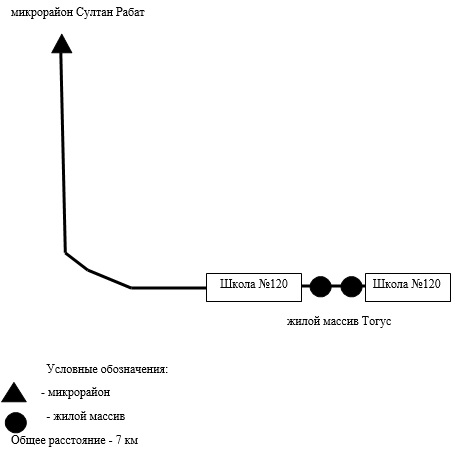 микрорайон Султан Рабат
Школа №120
Школа №120
жилой массив Тогус
Условные обозначения:
- микрорайон
- жилой массив
Общее расстояние - 7 км